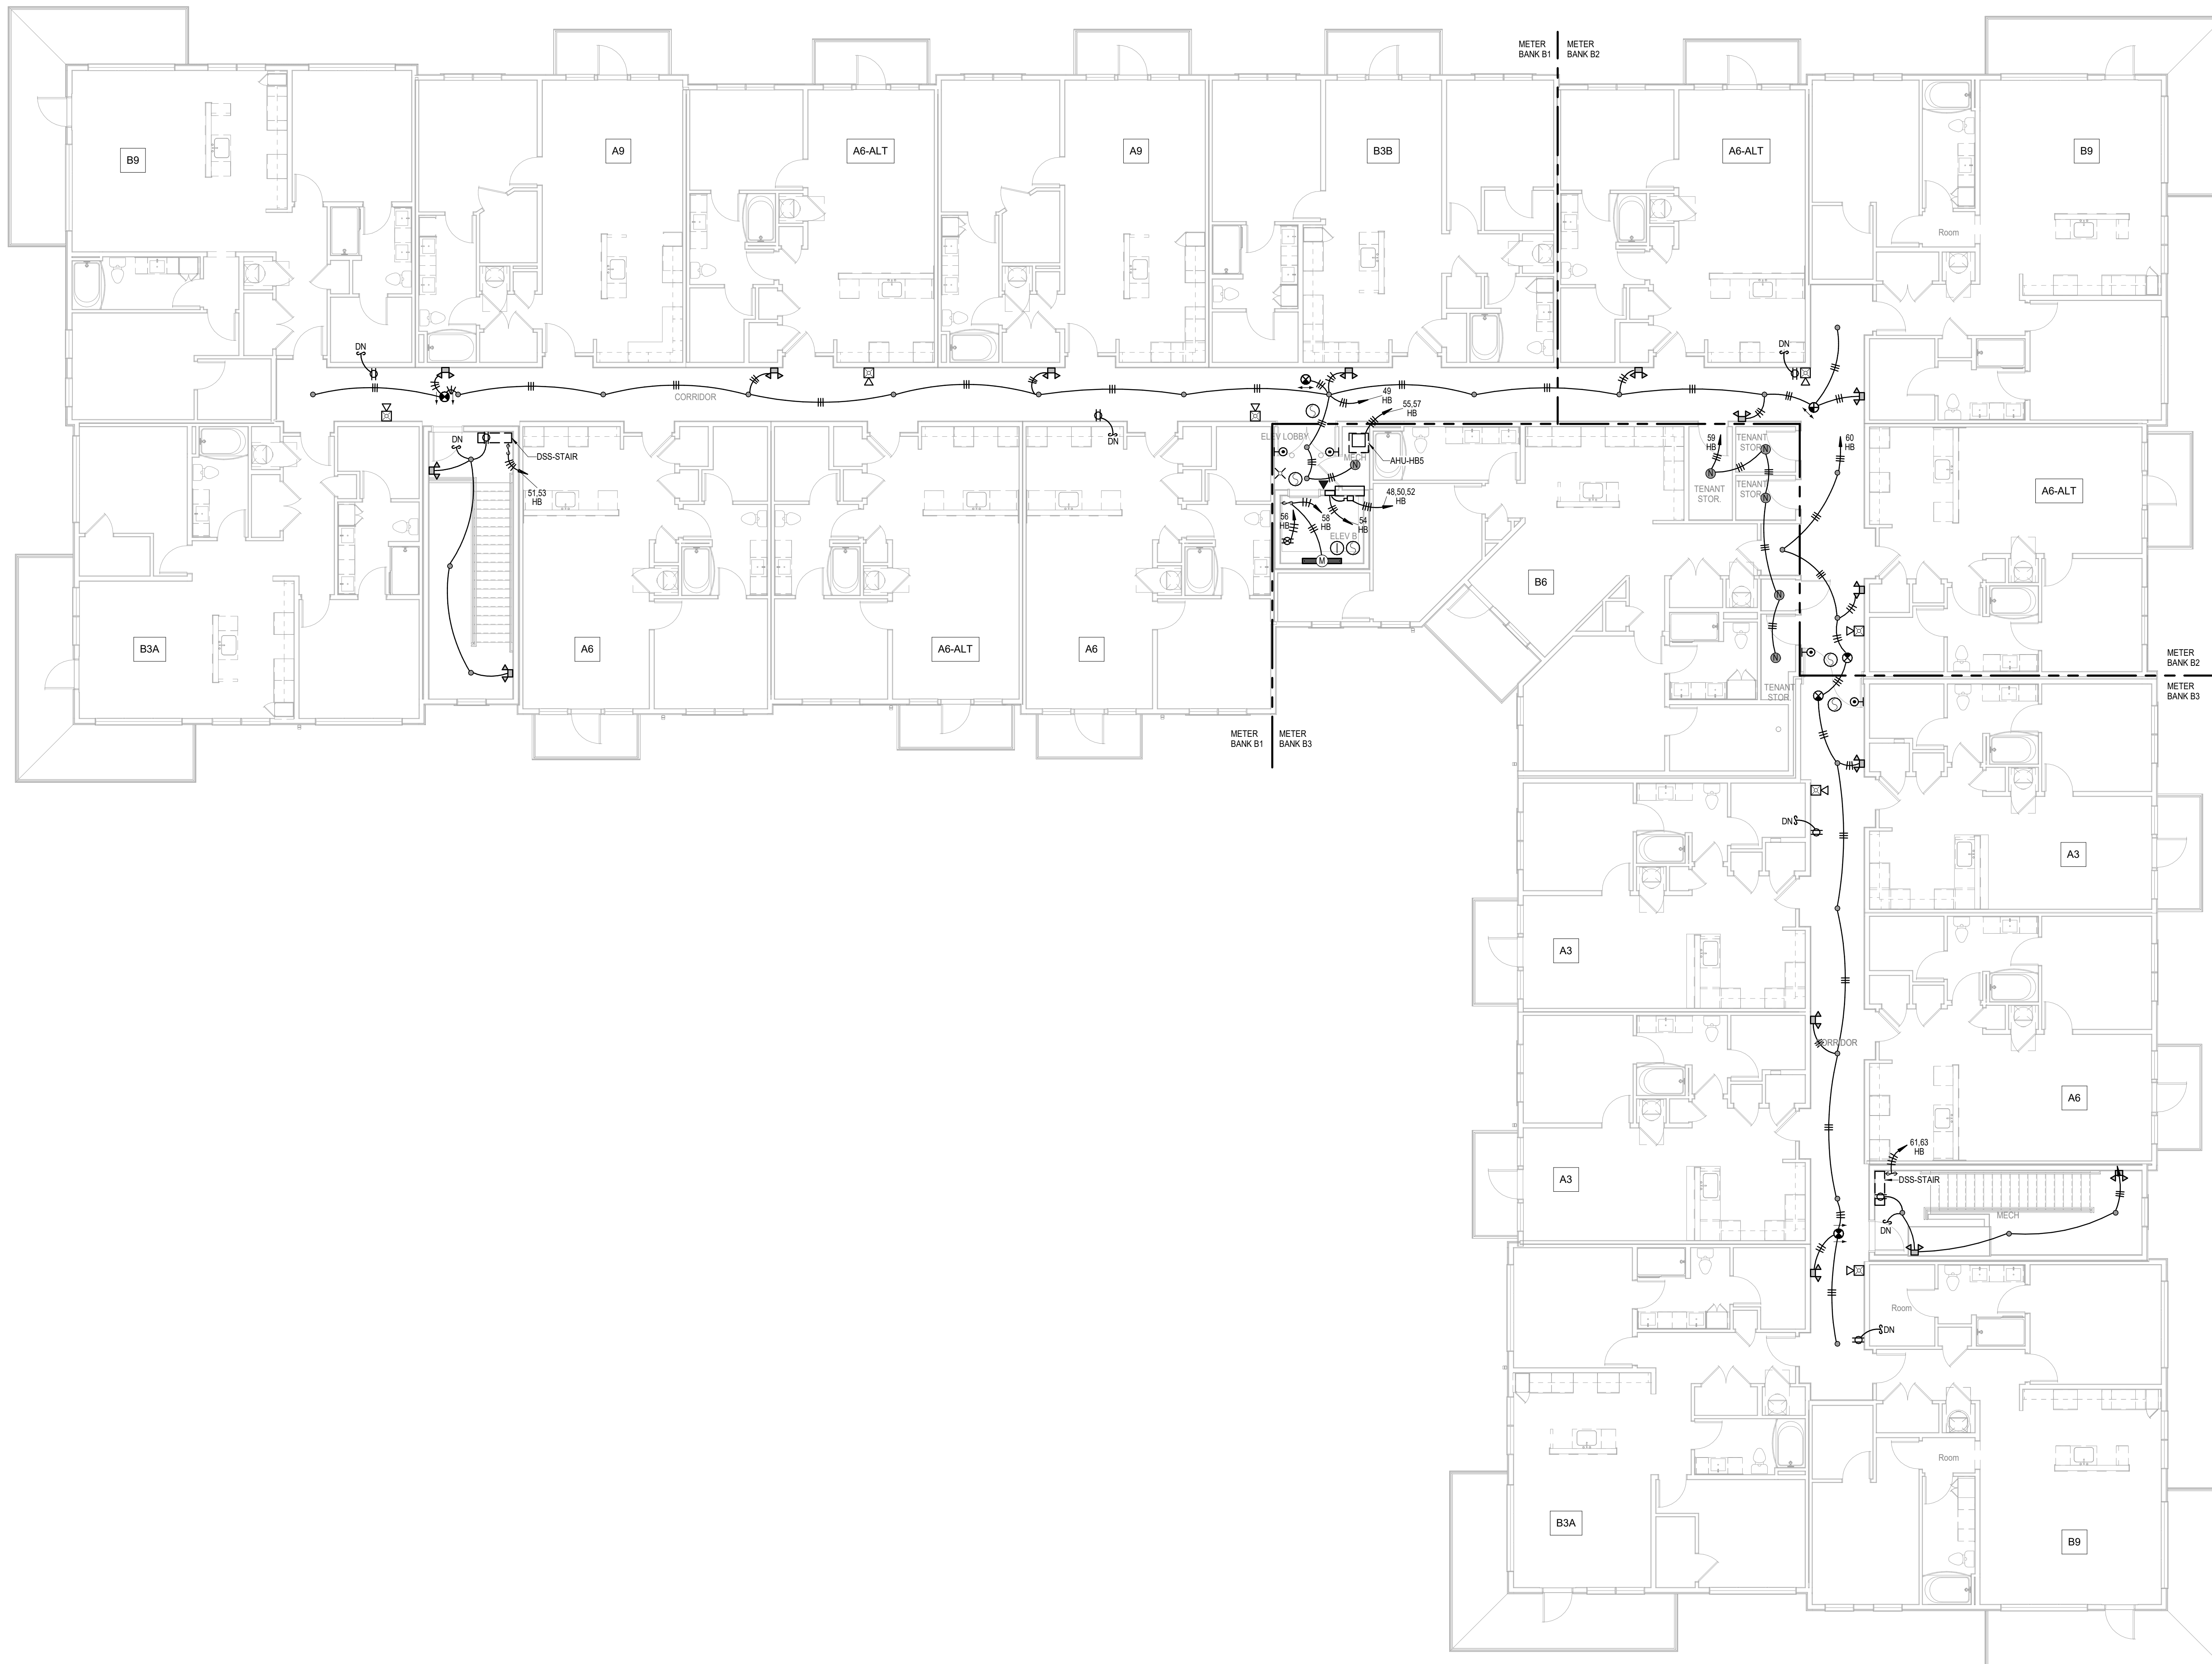 METER
BANK B1
METER
BANK B2
B9
A9
A6-ALT
A9
B3B
A6-ALT
B9
Room
DN
DN
CORRIDOR
49
HB
55,57
HB
DN
DN
DSS-STAIR
51,53
HB
ELEV LOBBY
MECH
AHU-HB5
48,50,52
HB
56
HB
58
HB
54
HB
ELEV B
M
N
59
HB
TENANT
STOR.
N
N
TENANT
STOR.
TENANT
STOR.
N
60
HB
A6-ALT
B6
N
N
B3A
A6
A6-ALT
A6
METER
BANK B2
METER
BANK B3
TENANT
STOR.
METER
BANK B1
METER
BANK B3
DN
A3
A3
CORRIDOR
A6
A3
61,63
HB
DSS-STAIR
MECH
DN
Room
DN
Room
B3A
B9